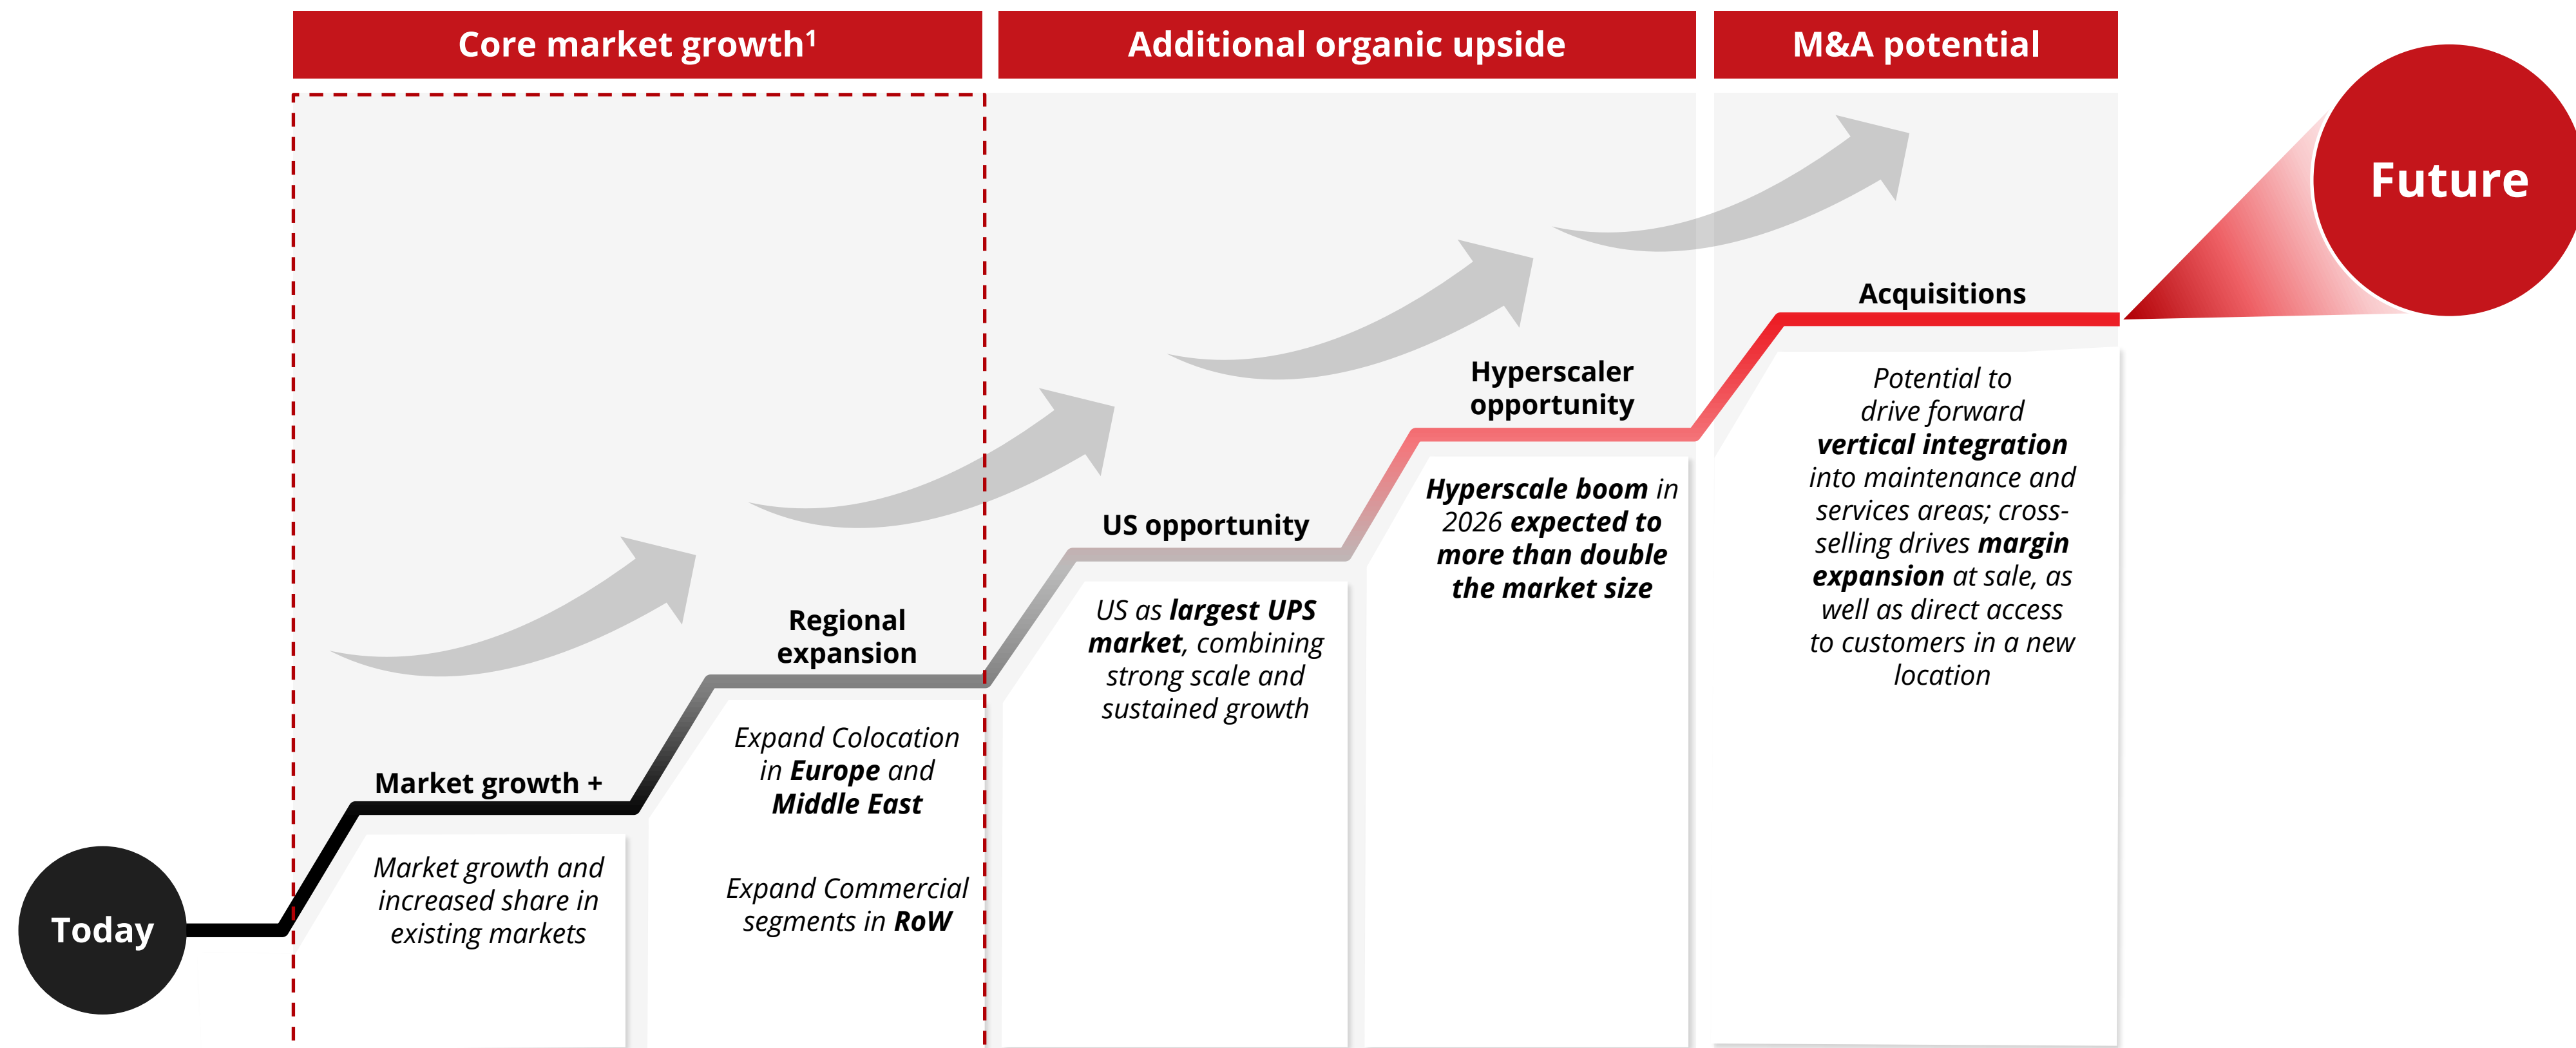 Core market growth¹
Additional organic upside
M&A potential
Future
Today
Market growth +
Market growth and
increased share in
existing markets
Regional
expansion
Expand Colocation
in Europe and
Middle East
Expand Commercial
segments in RoW
US opportunity
US as largest UPS
market, combining
strong scale and
sustained growth
Hyperscaler
opportunity
Hyperscale boom in
2026 expected to
more than double
the market size
Acquisitions
Potential to
drive forward
vertical integration
into maintenance and
services areas; cross-
selling drives margin
expansion at sale, as
well as direct access
to customers in a new
location